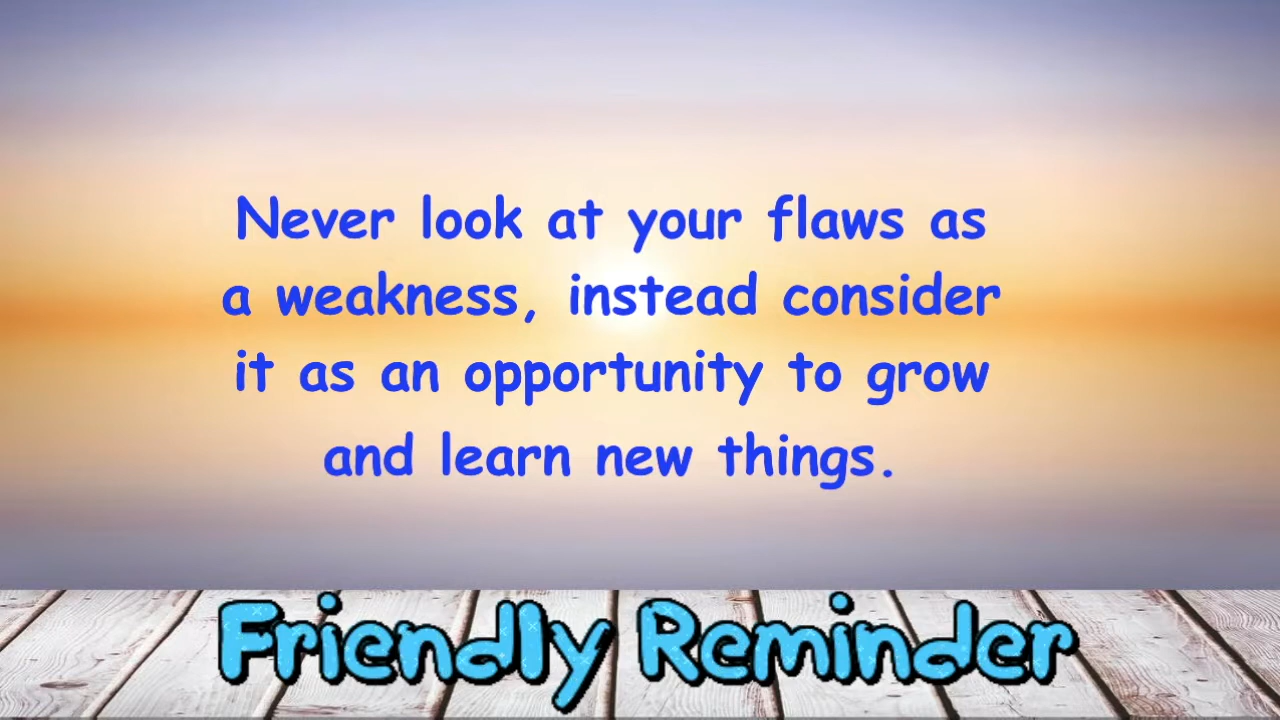 Never look at your flaws as
a weakness, instead consider
it as an opportunity to grow
and learn new things.
Friendly Reminder